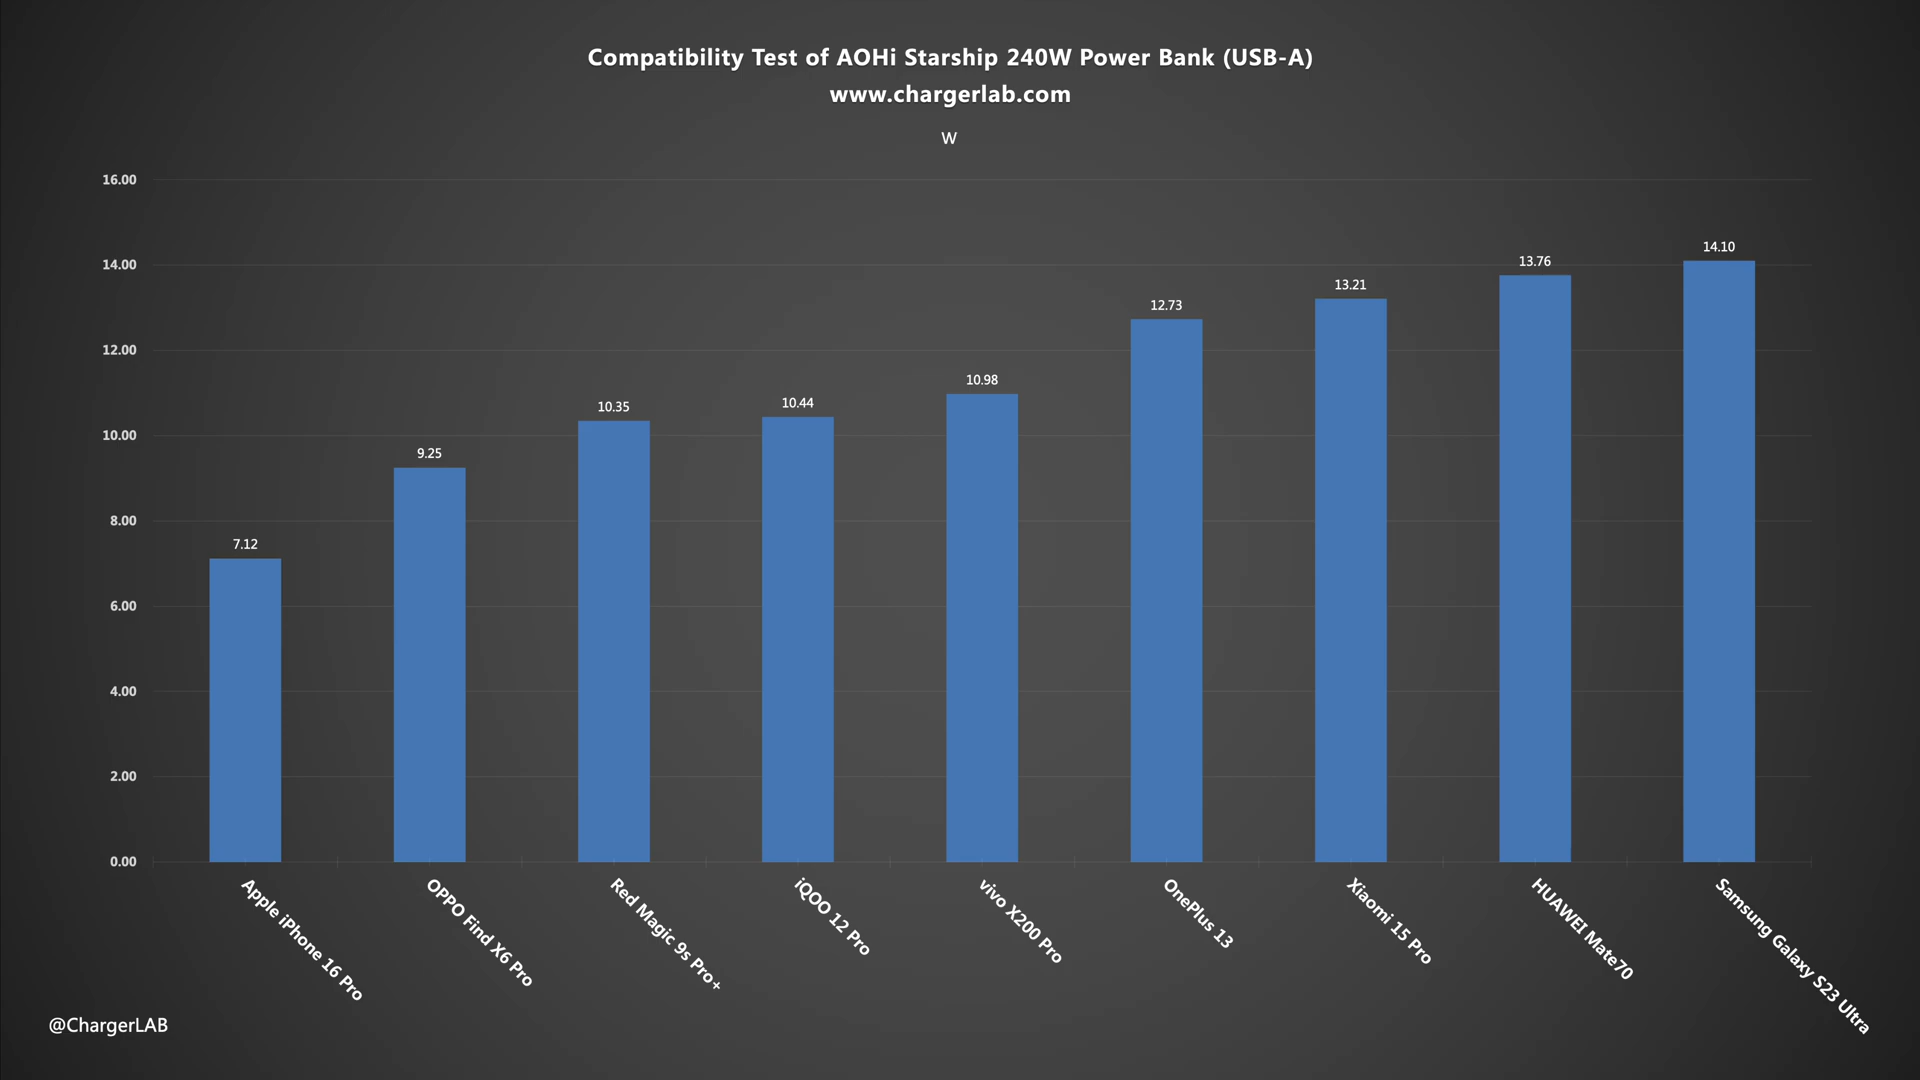 Compatibility Test of AOHi Starship 240W Power Bank (USB-A)
www.chargerlab.com
W
16.00
14.00
12.00
10.00
8.00
6.00
4.00
2.00
0.00
7.12
9.25
10.35
10.44
10.98
12.73
13.21
13.76
14.10
Apple iPhone 16 Pro
OPPO Find X6 Pro
Red Magic 9s Pro+
iQOO 12 Pro
vivo X200 Pro
OnePlus 13
Xiaomi 15 Pro
HUAWEI Mate70
Samsung Galaxy S23 Ultra
@ChargerLAB